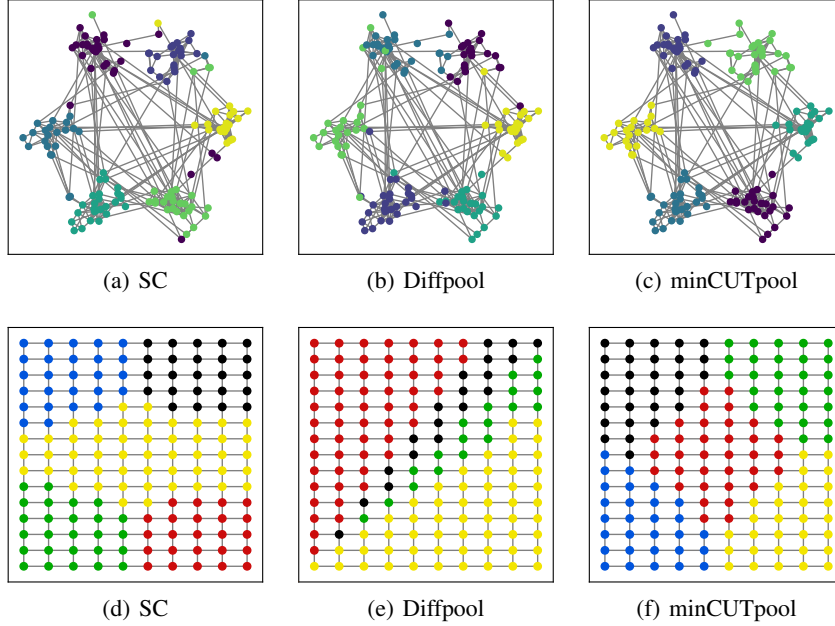 (a) SC
(b) Diffpool
(c) minCUTpool
(d) SC
(e) Diffpool
(f) minCUTpool